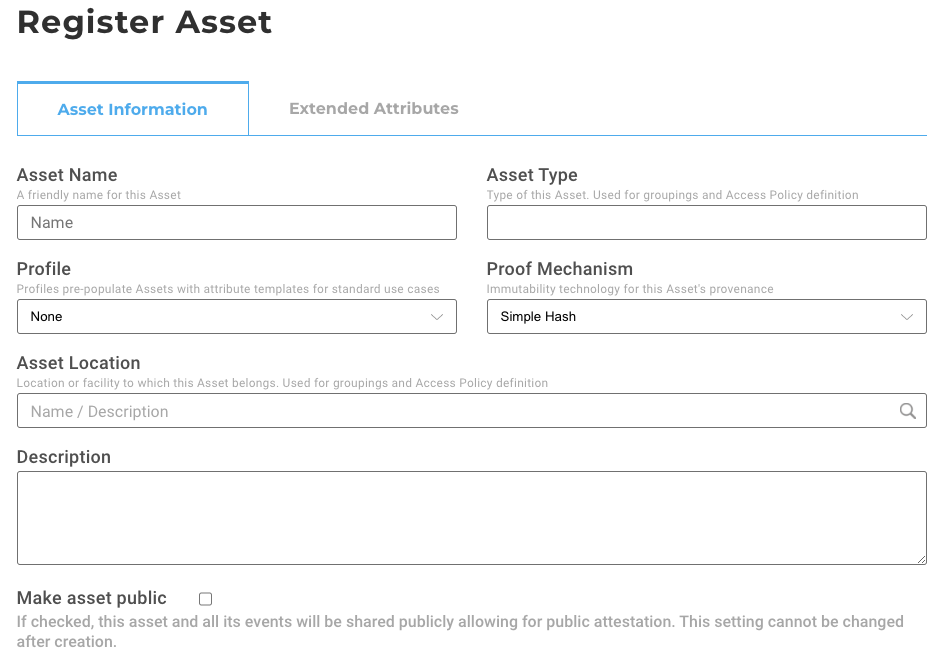 Register Asset
Asset Information
Extended Attributes
Asset Name
A friendly name for this Asset
Name
Asset Type
Type of this Asset. Used for groupings and Access Policy definition
Profile
Profiles pre-populate Assets with attribute templates for standard use cases
None
Proof Mechanism
Immutability technology for this Asset's provenance
Simple Hash
Asset Location
Location or facility to which this Asset belongs. Used for groupings and Access Policy definition
Name / Description
Description
Make asset public
If checked, this asset and all its events will be shared publicly allowing for public attestation. This setting cannot be changed
after creation.